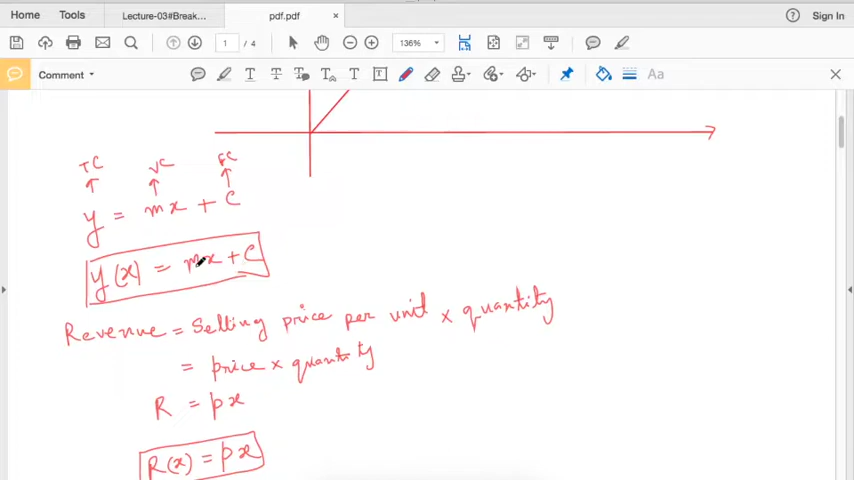 Home Tools Lecture-03#Break... pdf.pdf × ? Sign In
1 / 4 136%
Comment Aa
TC VC FC
y = mx + C
y(x) = mx + C
Revenue = Selling price per unit × quantity
= price × quantity
R = px
R(x) = px